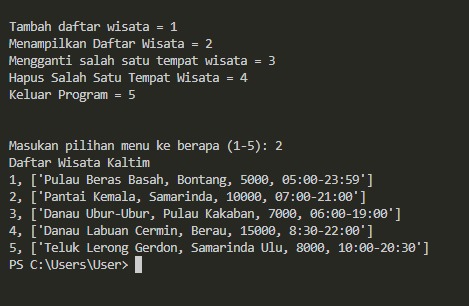 Tambah daftar wisata = 1
Menampilkan Daftar Wisata = 2
Mengganti salah satu tempat wisata = 3
Hapus Salah Satu Tempat Wisata = 4
Keluar Program = 5
Masukan pilihan menu ke berapa (1-5): 2
Daftar Wisata Kaltim
1, ['Pulau Beras Basah, Bontang, 5000, 05:00-23:59']
2, ['Pantai Kemala, Samarinda, 10000, 07:00-21:00']
3, ['Danau Ubur-Ubur, Pulau Kakaban, 7000, 06:00-19:00']
4, ['Danau Labuan Cermin, Berau, 15000, 8:30-22:00']
5, ['Teluk Lerong Gerdon, Samarinda Ulu, 8000, 10:00-20:30']
PS C:\Users\User>